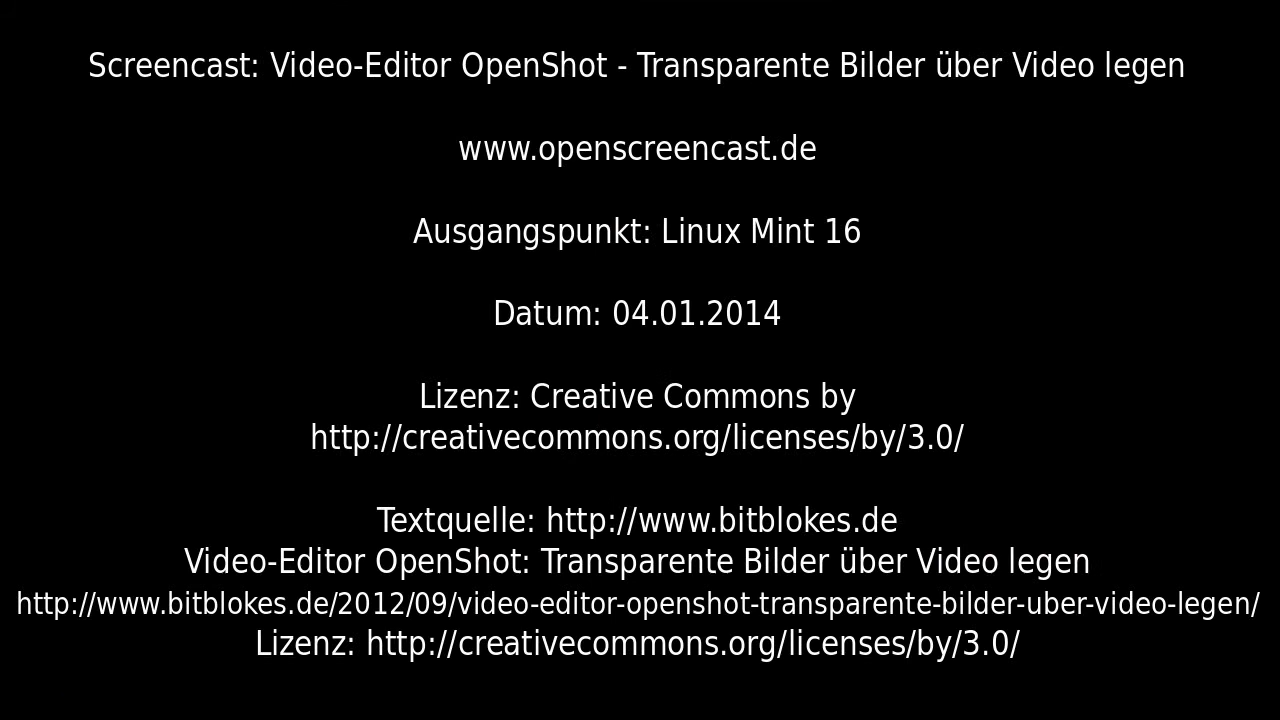 Screencast: Video-Editor OpenShot - Transparente Bilder über Video legen
www.openscreencast.de
Ausgangspunkt: Linux Mint 16
Datum: 04.01.2014
Lizenz: Creative Commons by
http://creativecommons.org/licenses/by/3.0/
Textquelle: http://www.bitblokes.de
Video-Editor OpenShot: Transparente Bilder über Video legen
http://www.bitblokes.de/2012/09/video-editor-openshot-transparente-bilder-uber-video-legen/
Lizenz: http://creativecommons.org/licenses/by/3.0/